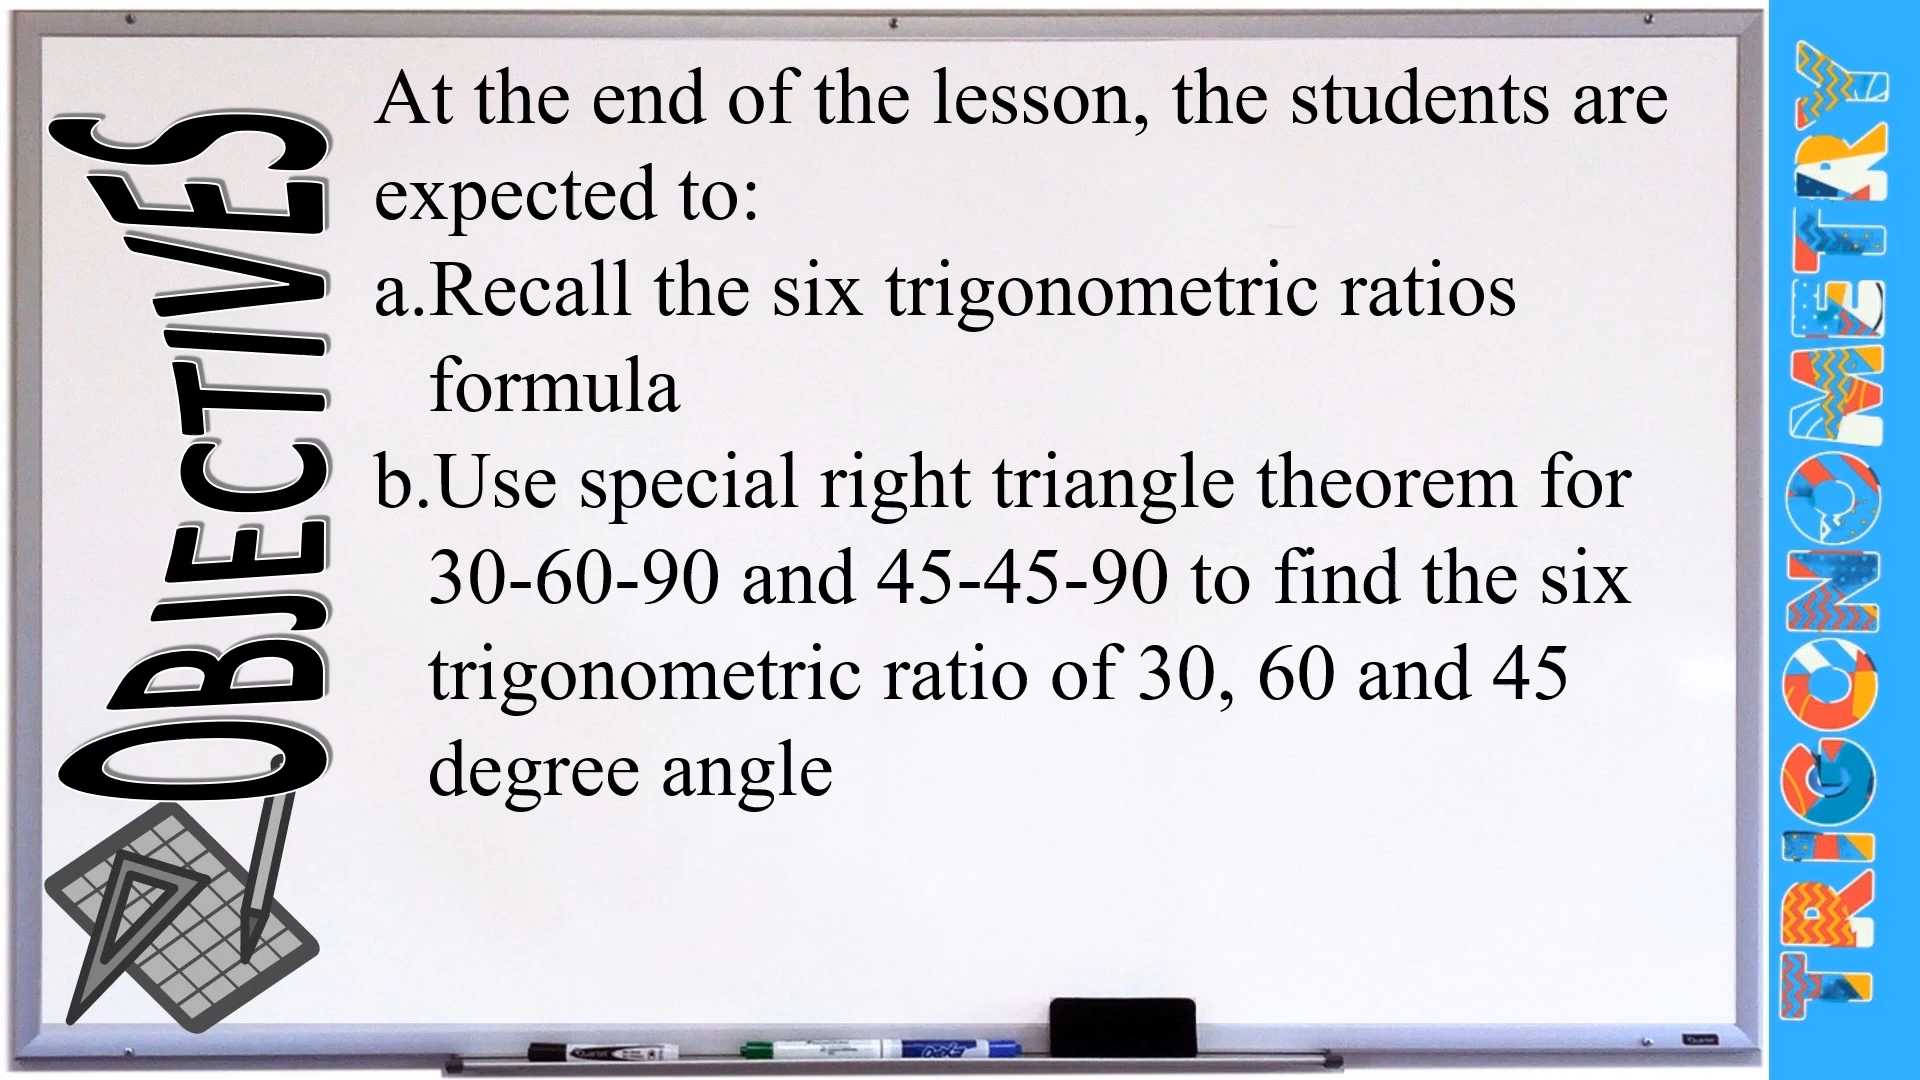 OBJECTIVES
At the end of the lesson, the students are
expected to:
a.Recall the six trigonometric ratios
formula
b.Use special right triangle theorem for
30-60-90 and 45-45-90 to find the six
trigonometric ratio of 30, 60 and 45
degree angle
TRIGONOMETRY
Quartet